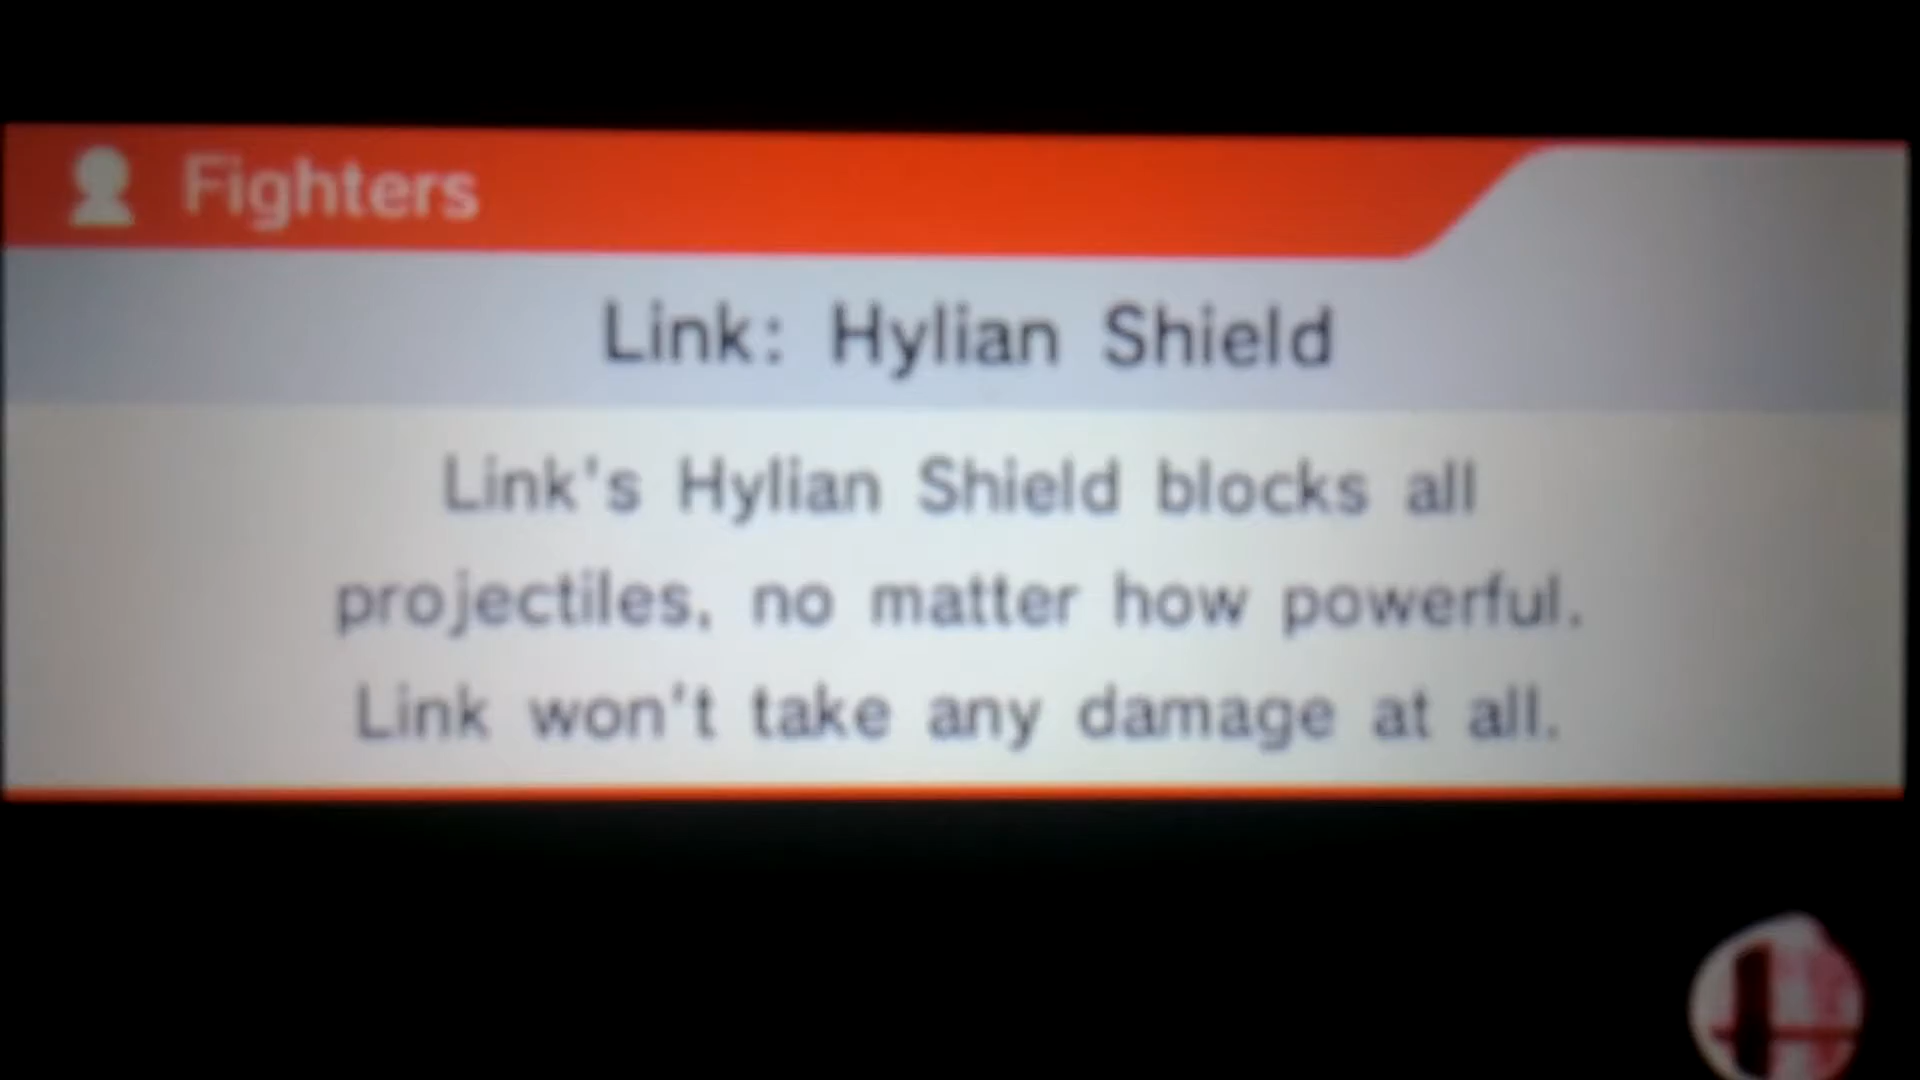 Fighters
Link: Hylian Shield
Link's Hylian Shield blocks all
projectiles, no matter how powerful.
Link won't take any damage at all.